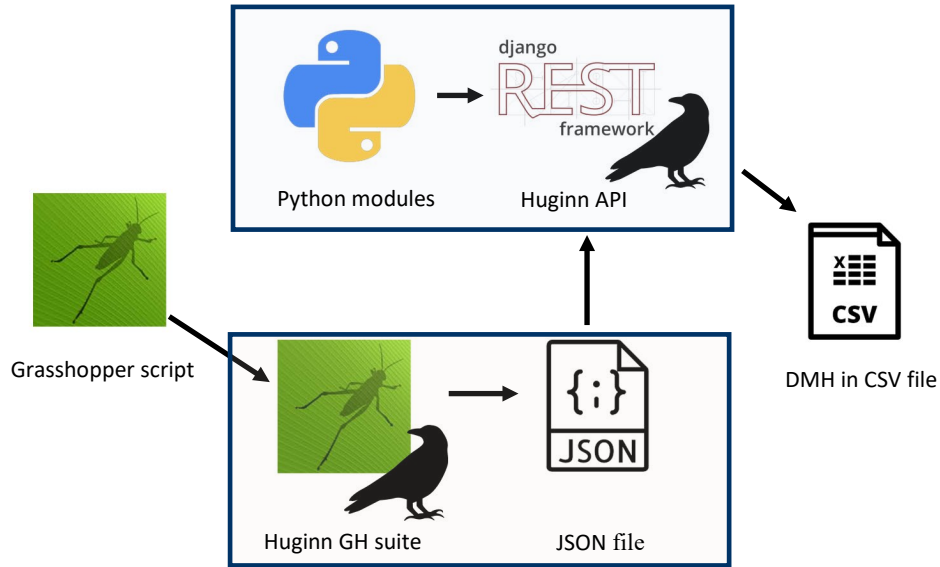 django
REST
framework
Python modules
Huginn API
Grasshopper script
X
CSV
DMH in CSV file
{;}
JSON
Huginn GH suite
JSON file